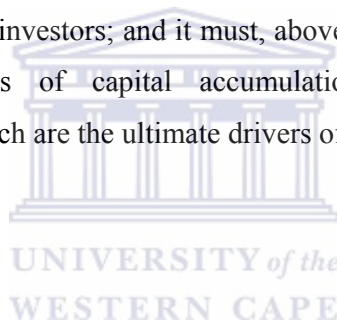 investors; and it must, above
s of capital accumulatio
ch are the ultimate drivers o
UNIVERSITY of the
WESTERN CAPE